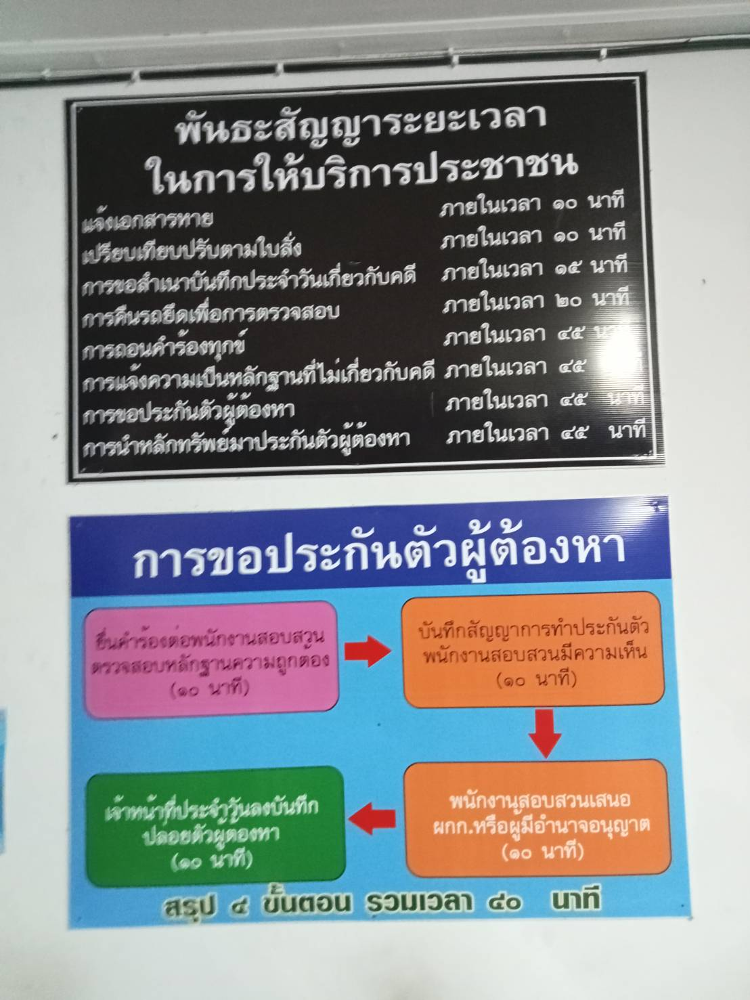 พันธะสัญญาระยะเวลา
ในการให้บริการประชาชน
แจ้งเอกสารหาย ภายในเวลา ๑๐ นาที
เปรียบเทียบปรับตามใบสั่ง ภายในเวลา ๑๐ นาที
การขอสำเนาบันทึกประจำวันเกี่ยวกับคดี ภายในเวลา ๑๕ นาที
การคืนรถยึดเพื่อการตรวจสอบ ภายในเวลา ๒๐ นาที
การถอนคำร้องทุกข์ ภายในเวลา ๔๕ นาที
การแจ้งความเป็นหลักฐานที่ไม่เกี่ยวกับคดี ภายในเวลา ๔๕ นาที
การขอประกันตัวผู้ต้องหา ภายในเวลา ๔๕ นาที
การนำหลักทรัพย์มาประกันตัวผู้ต้องหา ภายในเวลา ๔๕ นาที
การขอประกันตัวผู้ต้องหา
ยื่นคำร้องต่อพนักงานสอบสวน
ตรวจสอบหลักฐานความถูกต้อง
(๑๐ นาที)
บันทึกสัญญาการทำประกันตัว
พนักงานสอบสวนมีความเห็น
(๑๐ นาที)
พนักงานสอบสวนเสนอ
ผกก.หรือผู้มีอำนาจอนุญาต
(๑๐ นาที)
เจ้าหน้าที่ประจำวันลงบันทึก
ปล่อยตัวผู้ต้องหา
(๑๐ นาที)
สรุป ๔ ขั้นตอน รวมเวลา ๔๐ นาที